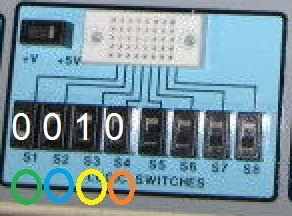 +V +5V
0 0 1 0
S1 S2 S3 S4 S5 S6 S7 S8
SWITCHES